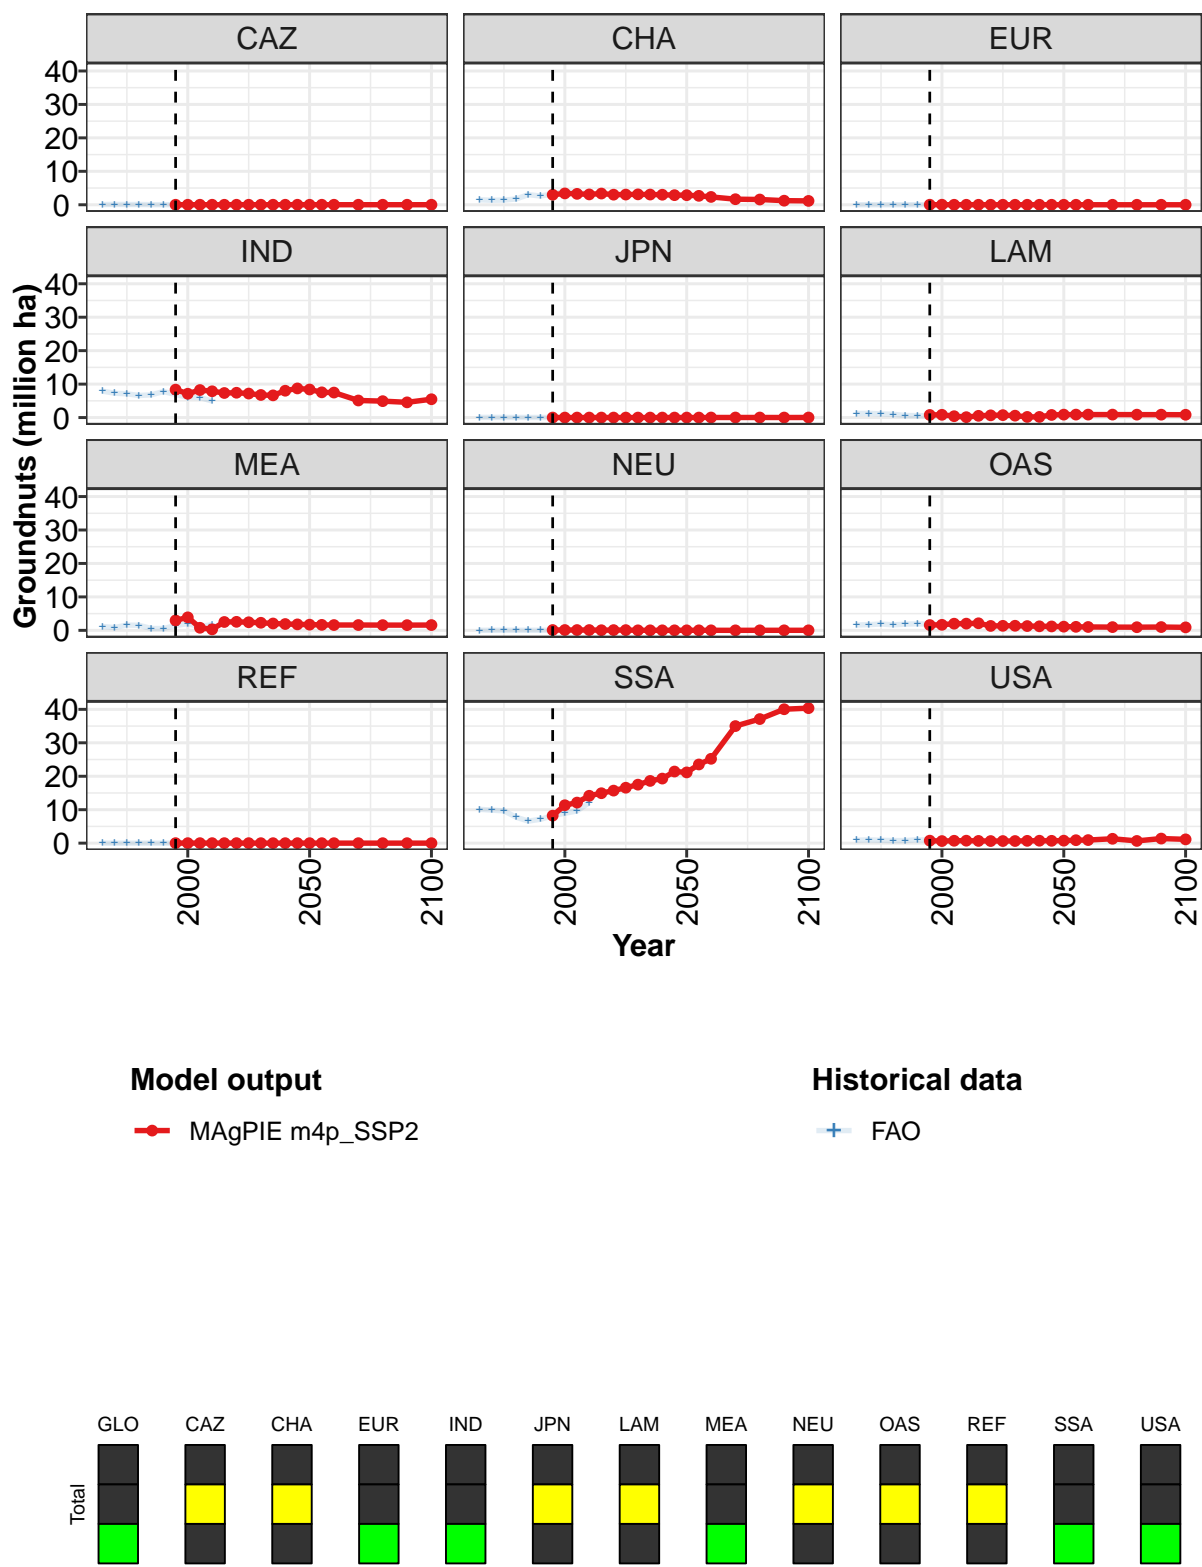 CAZ CHA EUR
40
30
20
10
0
IND JPN LAM
40
30
20
10
0
MEA NEU OAS
40
30
20
10
0
REF SSA USA
40
30
20
10
0
Groundnuts (million ha)
2000 2050 2100 2000 2050 2100 2000 2050 2100
Year
Model output Historical data
MAgPIE m4p_SSP2 FAO
GLO CAZ CHA EUR IND JPN LAM MEA NEU OAS REF SSA USA
Total